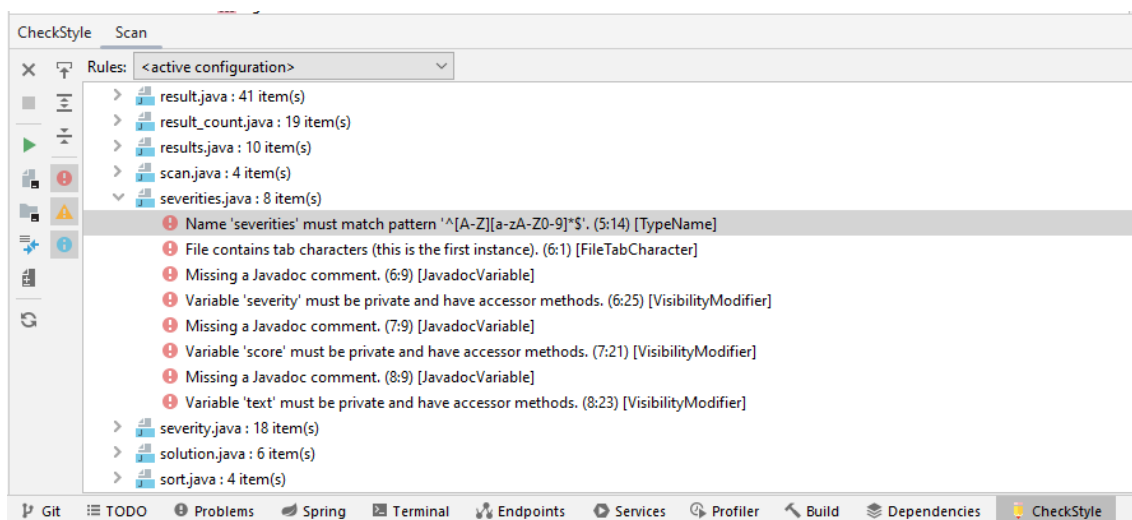 CheckStyle Scan
Rules: <active configuration>
result.java : 41 item(s)
result_count.java : 19 item(s)
results.java : 10 item(s)
scan.java : 4 item(s)
severities.java : 8 item(s)
Name 'severities' must match pattern '^[A-Z][a-zA-Z0-9]*$'. (5:14) [TypeName]
File contains tab characters (this is the first instance). (6:1) [FileTabCharacter]
Missing a Javadoc comment. (6:9) [JavadocVariable]
Variable 'severity' must be private and have accessor methods. (6:25) [VisibilityModifier]
Missing a Javadoc comment. (7:9) [JavadocVariable]
Variable 'score' must be private and have accessor methods. (7:21) [VisibilityModifier]
Missing a Javadoc comment. (8:9) [JavadocVariable]
Variable 'text' must be private and have accessor methods. (8:23) [VisibilityModifier]
severity.java : 18 item(s)
solution.java : 6 item(s)
sort.java : 4 item(s)
Git TODO Problems Spring Terminal Endpoints Services Profiler Build Dependencies CheckStyle